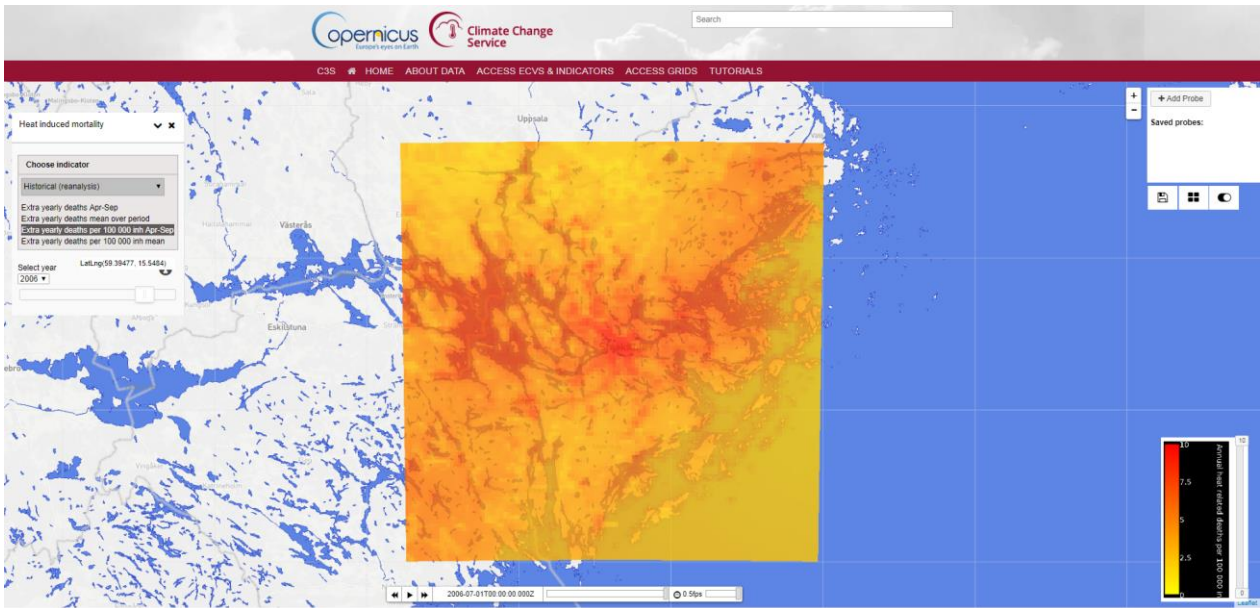 opernicus
Europe's eyes on Earth
Climate Change
Service
Search
C3S HOME ABOUT DATA ACCESS ECVS & INDICATORS ACCESS GRIDS TUTORIALS
Heat induced mortality
Choose indicator
Historical (reanalysis)
Extra yearly deaths Apr-Sep
Extra yearly deaths mean over period
Extra yearly deaths per 100 000 inh Apr-Sep
Extra yearly deaths per 100 000 inh mean
LatLng(59.39477, 15.5484)
Select year
2006
Sala
Uppsala
Västerås
Eskilstuna
Vingåker
+
-
+ Add Probe
Saved probes:
2006-07-01T00:00:00.000Z
0.5fps
10
7.5
5
2.5
0
Annual heat related deaths per 100 000 in
10
0
Leaflet